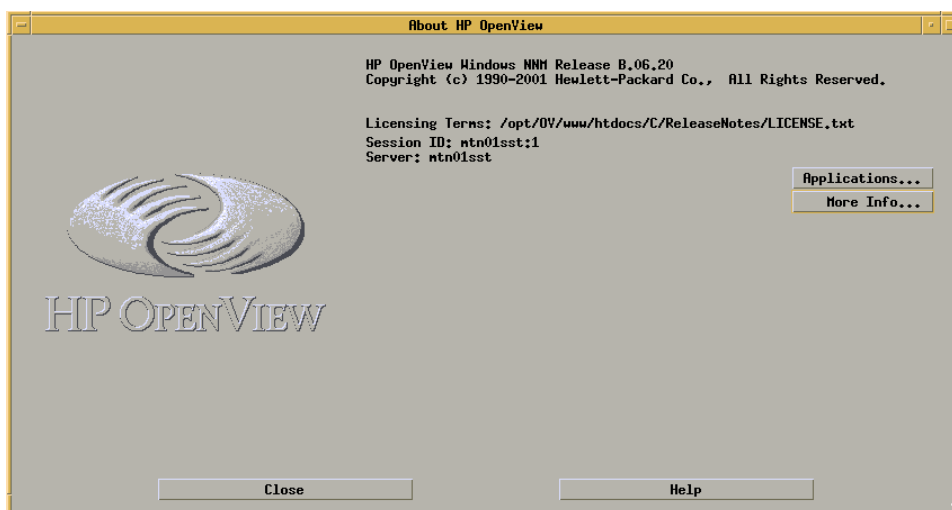 About HP OpenView
HP OpenView Windows NNM Release B.06.20
Copyright (c) 1990-2001 Hewlett-Packard Co., All Rights Reserved.
Licensing Terms: /opt/OV/www/htdocs/C/ReleaseNotes/LICENSE.txt
Session ID: mtn01sst:1
Server: mtn01sst
Applications...
More Info...
HP OPENVIEW
Close
Help